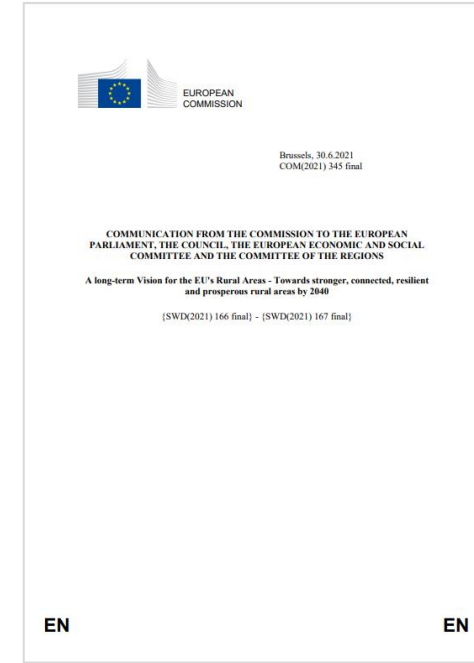 EUROPEAN
COMMISSION
Brussels, 30.6.2021
COM(2021) 345 final
COMMUNICATION FROM THE COMMISSION TO THE EUROPEAN
PARLIAMENT, THE COUNCIL, THE EUROPEAN ECONOMIC AND SOCIAL
COMMITTEE AND THE COMMITTEE OF THE REGIONS
A long-term Vision for the EU's Rural Areas - Towards stronger, connected, resilient
and prosperous rural areas by 2040
{SWD(2021) 166 final} - {SWD(2021) 167 final}
EN EN